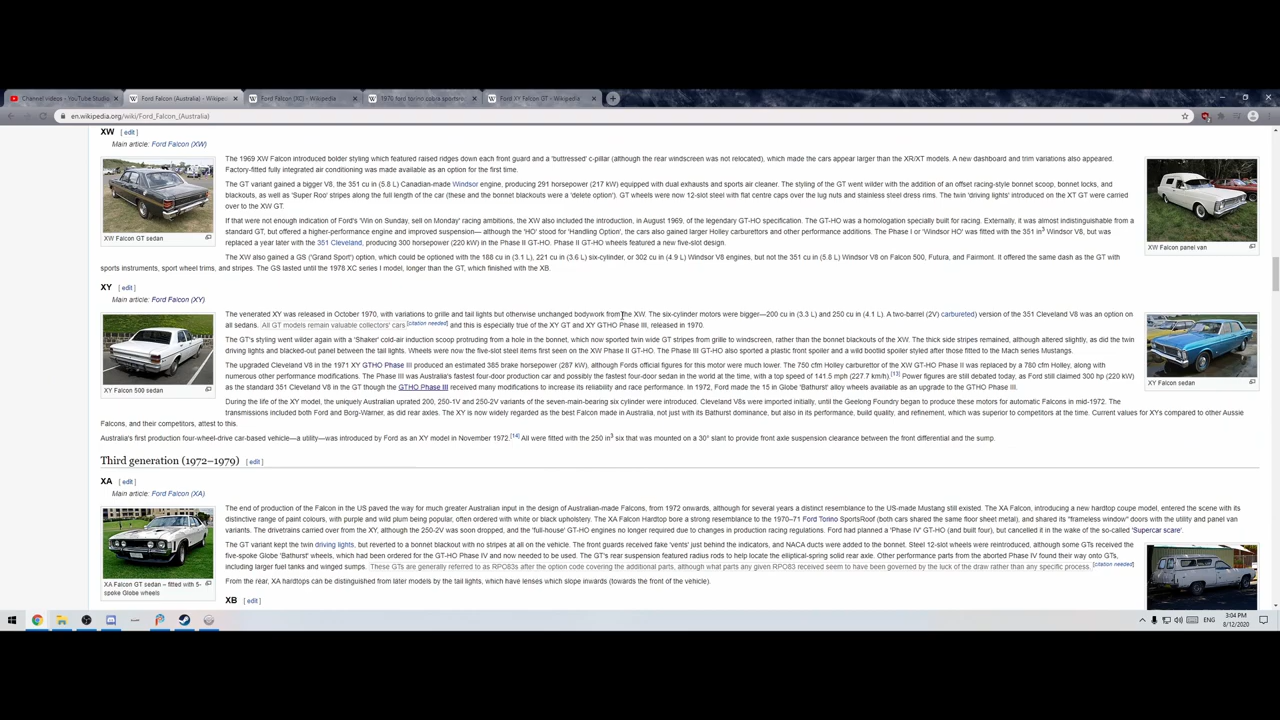 Channel videos - YouTube Studio
Ford Falcon (Australia) - Wikipedi
Ford Falcon (XC) - Wikipedia
1970 ford torino cobra sportsro
Ford XY Falcon GT - Wikipedia
en.wikipedia.org/wiki/Ford_Falcon_(Australia)
XW [ edit ]
Main article: Ford Falcon (XW)
XW Falcon GT sedan
The 1969 XW Falcon introduced bolder styling which featured raised ridges down each front guard and a 'buttressed' c-pillar (although the rear windscreen was not relocated), which made the cars appear larger than the XR/XT models. A new dashboard and trim variations also appeared.
Factory-fitted fully integrated air conditioning was made available as an option for the first time.
The GT variant gained a bigger V8, the 351 cu in (5.8 L) Canadian-made Windsor engine, producing 291 horsepower (217 kW) equipped with dual exhausts and sports air cleaner. The styling of the GT went wilder with the addition of an offset racing-style bonnet scoop, bonnet locks, and
blackouts, as well as 'Super Roo' stripes along the full length of the car (these and the bonnet blackouts were a 'delete option'). GT wheels were now 12-slot steel with flat centre caps over the lug nuts and stainless steel dress rims. The twin 'driving lights' introduced on the XT GT were carried
over to the XW GT.
If that were not enough indication of Ford's 'Win on Sunday, sell on Monday' racing ambitions, the XW also included the introduction, in August 1969, of the legendary GT-HO specification. The GT-HO was a homologation specially built for racing. Externally, it was almost indistinguishable from a
standard GT, but offered a higher-performance engine and improved suspension— although the 'HO' stood for 'Handling Option', the cars also gained larger Holley carburettors and other performance additions. The Phase I or 'Windsor HO' was fitted with the 351 in3 Windsor V8, but was
replaced a year later with the 351 Cleveland, producing 300 horsepower (220 kW) in the Phase II GT-HO. Phase II GT-HO wheels featured a new five-slot design.
The XW also gained a GS ('Grand Sport') option, which could be optioned with the 188 cu in (3.1 L), 221 cu in (3.6 L) six-cylinder, or 302 cu in (4.9 L) Windsor V8 engines, but not the 351 cu in (5.8 L) Windsor V8 on Falcon 500, Futura, and Fairmont. It offered the same dash as the GT with
sports instruments, sport wheel trims, and stripes. The GS lasted until the 1978 XC series I model, longer than the GT, which finished with the XB.
XW Falcon panel van
XY [ edit ]
Main article: Ford Falcon (XY)
XY Falcon 500 sedan
The venerated XY was released in October 1970, with variations to grille and tail lights but otherwise unchanged bodywork from the XW. The six-cylinder motors were bigger—200 cu in (3.3 L) and 250 cu in (4.1 L). A two-barrel (2V) carbureted) version of the 351 Cleveland V8 was an option on
all sedans. All GT models remain valuable collectors' cars [citation needed] and this is especially true of the XY GT and XY GTHO Phase III, released in 1970.
The GT's styling went wilder again with a 'Shaker' cold-air induction scoop protruding from a hole in the bonnet, which now sported twin wide GT stripes from grille to windscreen, rather than the bonnet blackouts of the XW. The thick side stripes remained, although altered slightly, as did the twin
driving lights and blacked-out panel between the tail lights. Wheels were now the five-slot steel items first seen on the XW Phase II GT-HO. The Phase III GT-HO also sported a plastic front spoiler and a wild bootlid spoiler styled after those fitted to the Mach series Mustangs.
The upgraded Cleveland V8 in the 1971 XY GTHO Phase III produced an estimated 385 brake horsepower (287 kW), although Fords official figures for this motor were much lower. The 750 cfm Holley carburettor of the XW GT-HO Phase II was replaced by a 780 cfm Holley, along with
numerous other performance modifications. The Phase III was Australia's fastest four-door production car and possibly the fastest four-door sedan in the world at the time, with a top speed of 141.5 mph (227.7 km/h).[13] Power figures are still debated today, as Ford still claimed 300 hp (220 kW)
as the standard 351 Cleveland V8 in the GT though the GTHO Phase III received many modifications to increase its reliability and race performance. In 1972, Ford made the 15 in Globe 'Bathurst' alloy wheels available as an upgrade to the GTHO Phase III.
During the life of the XY model, the uniquely Australian uprated 200, 250-1V and 250-2V variants of the seven-main-bearing six cylinder were introduced. Cleveland V8s were imported initially, until the Geelong Foundry began to produce these motors for automatic Falcons in mid-1972. The
transmissions included both Ford and Borg-Warner, as did rear axles. The XY is now widely regarded as the best Falcon made in Australia, not just with its Bathurst dominance, but also in its performance, build quality, and refinement, which was superior to competitors at the time. Current values for XYs compared to other Aussie
Falcons, and their competitors, attest to this.
Australia's first production four-wheel-drive car-based vehicle—a utility—was introduced by Ford as an XY model in November 1972.[14] All were fitted with the 250 in3 six that was mounted on a 30° slant to provide front axle suspension clearance between the front differential and the sump.
XY Falcon sedan
Third generation (1972–1979) [ edit ]
XA [ edit ]
Main article: Ford Falcon (XA)
XA Falcon GT sedan – fitted with 5-
spoke Globe wheels
The end of production of the Falcon in the US paved the way for much greater Australian input in the design of Australian-made Falcons, from 1972 onwards, although for several years a distinct resemblance to the US-made Mustang still existed. The XA Falcon, introducing a new hardtop coupe model, entered the scene with its
distinctive range of paint colours, with purple and wild plum being popular, often ordered with white or black upholstery. The XA Falcon Hardtop bore a strong resemblance to the 1970–71 Ford Torino SportsRoof (both cars shared the same floor sheet metal), and shared its "frameless window" doors with the utility and panel van
variants. The drivetrains carried over from the XY, although the 250-2V was soon dropped, and the 'full-house' GT-HO engines no longer required due to changes in production racing regulations. Ford had planned a 'Phase IV' GT-HO (and built four), but cancelled it in the wake of the so-called 'Supercar scare'.
The GT variant kept the twin driving lights, but reverted to a bonnet blackout with no stripes at all on the vehicle. The front guards received fake 'vents' just behind the indicators, and NACA ducts were added to the bonnet. Steel 12-slot wheels were reintroduced, although some GTs received the
five-spoke Globe 'Bathurst' wheels, which had been ordered for the GT-HO Phase IV and now needed to be used. The GT's rear suspension featured radius rods to help locate the elliptical-spring solid rear axle. Other performance parts from the aborted Phase IV found their way onto GTs,
including larger fuel tanks and winged sumps. These GTs are generally referred to as RPO83s after the option code covering the additional parts, although what parts any given RPO83 received seem to have been governed by the luck of the draw rather than any specific process. [citation needed]
From the rear, XA hardtops can be distinguished from later models by the tail lights, which have lenses which slope inwards (towards the front of the vehicle).
XB [ edit ]
ENG
3:04 PM
8/12/2020